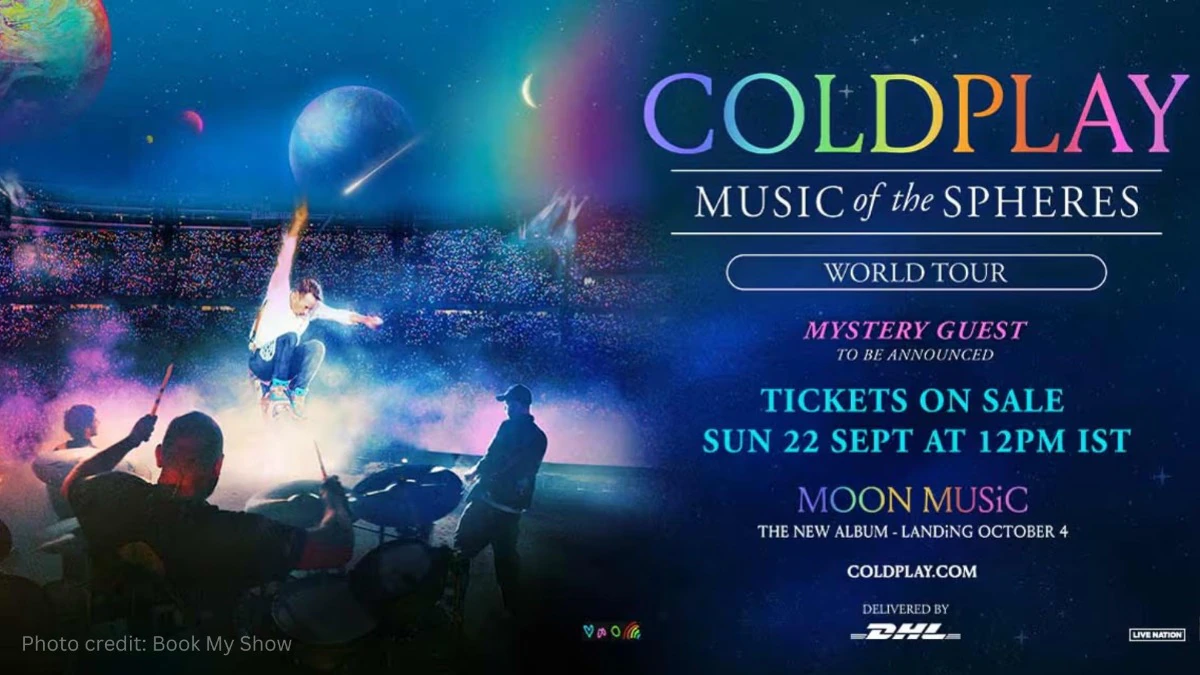 COLDPLAY
MUSIC of the SPHERES
WORLD TOUR
MYSTERY GUEST
TO BE ANNOUNCED
TICKETS ON SALE
SUN 22 SEPT AT 12PM IST
MOON MUSiC
THE NEW ALBUM - LANDiNG OCTOBER 4
COLDPLAY.COM
DELIVERED BY
DHL
LIVE NATION
Photo credit: Book My Show